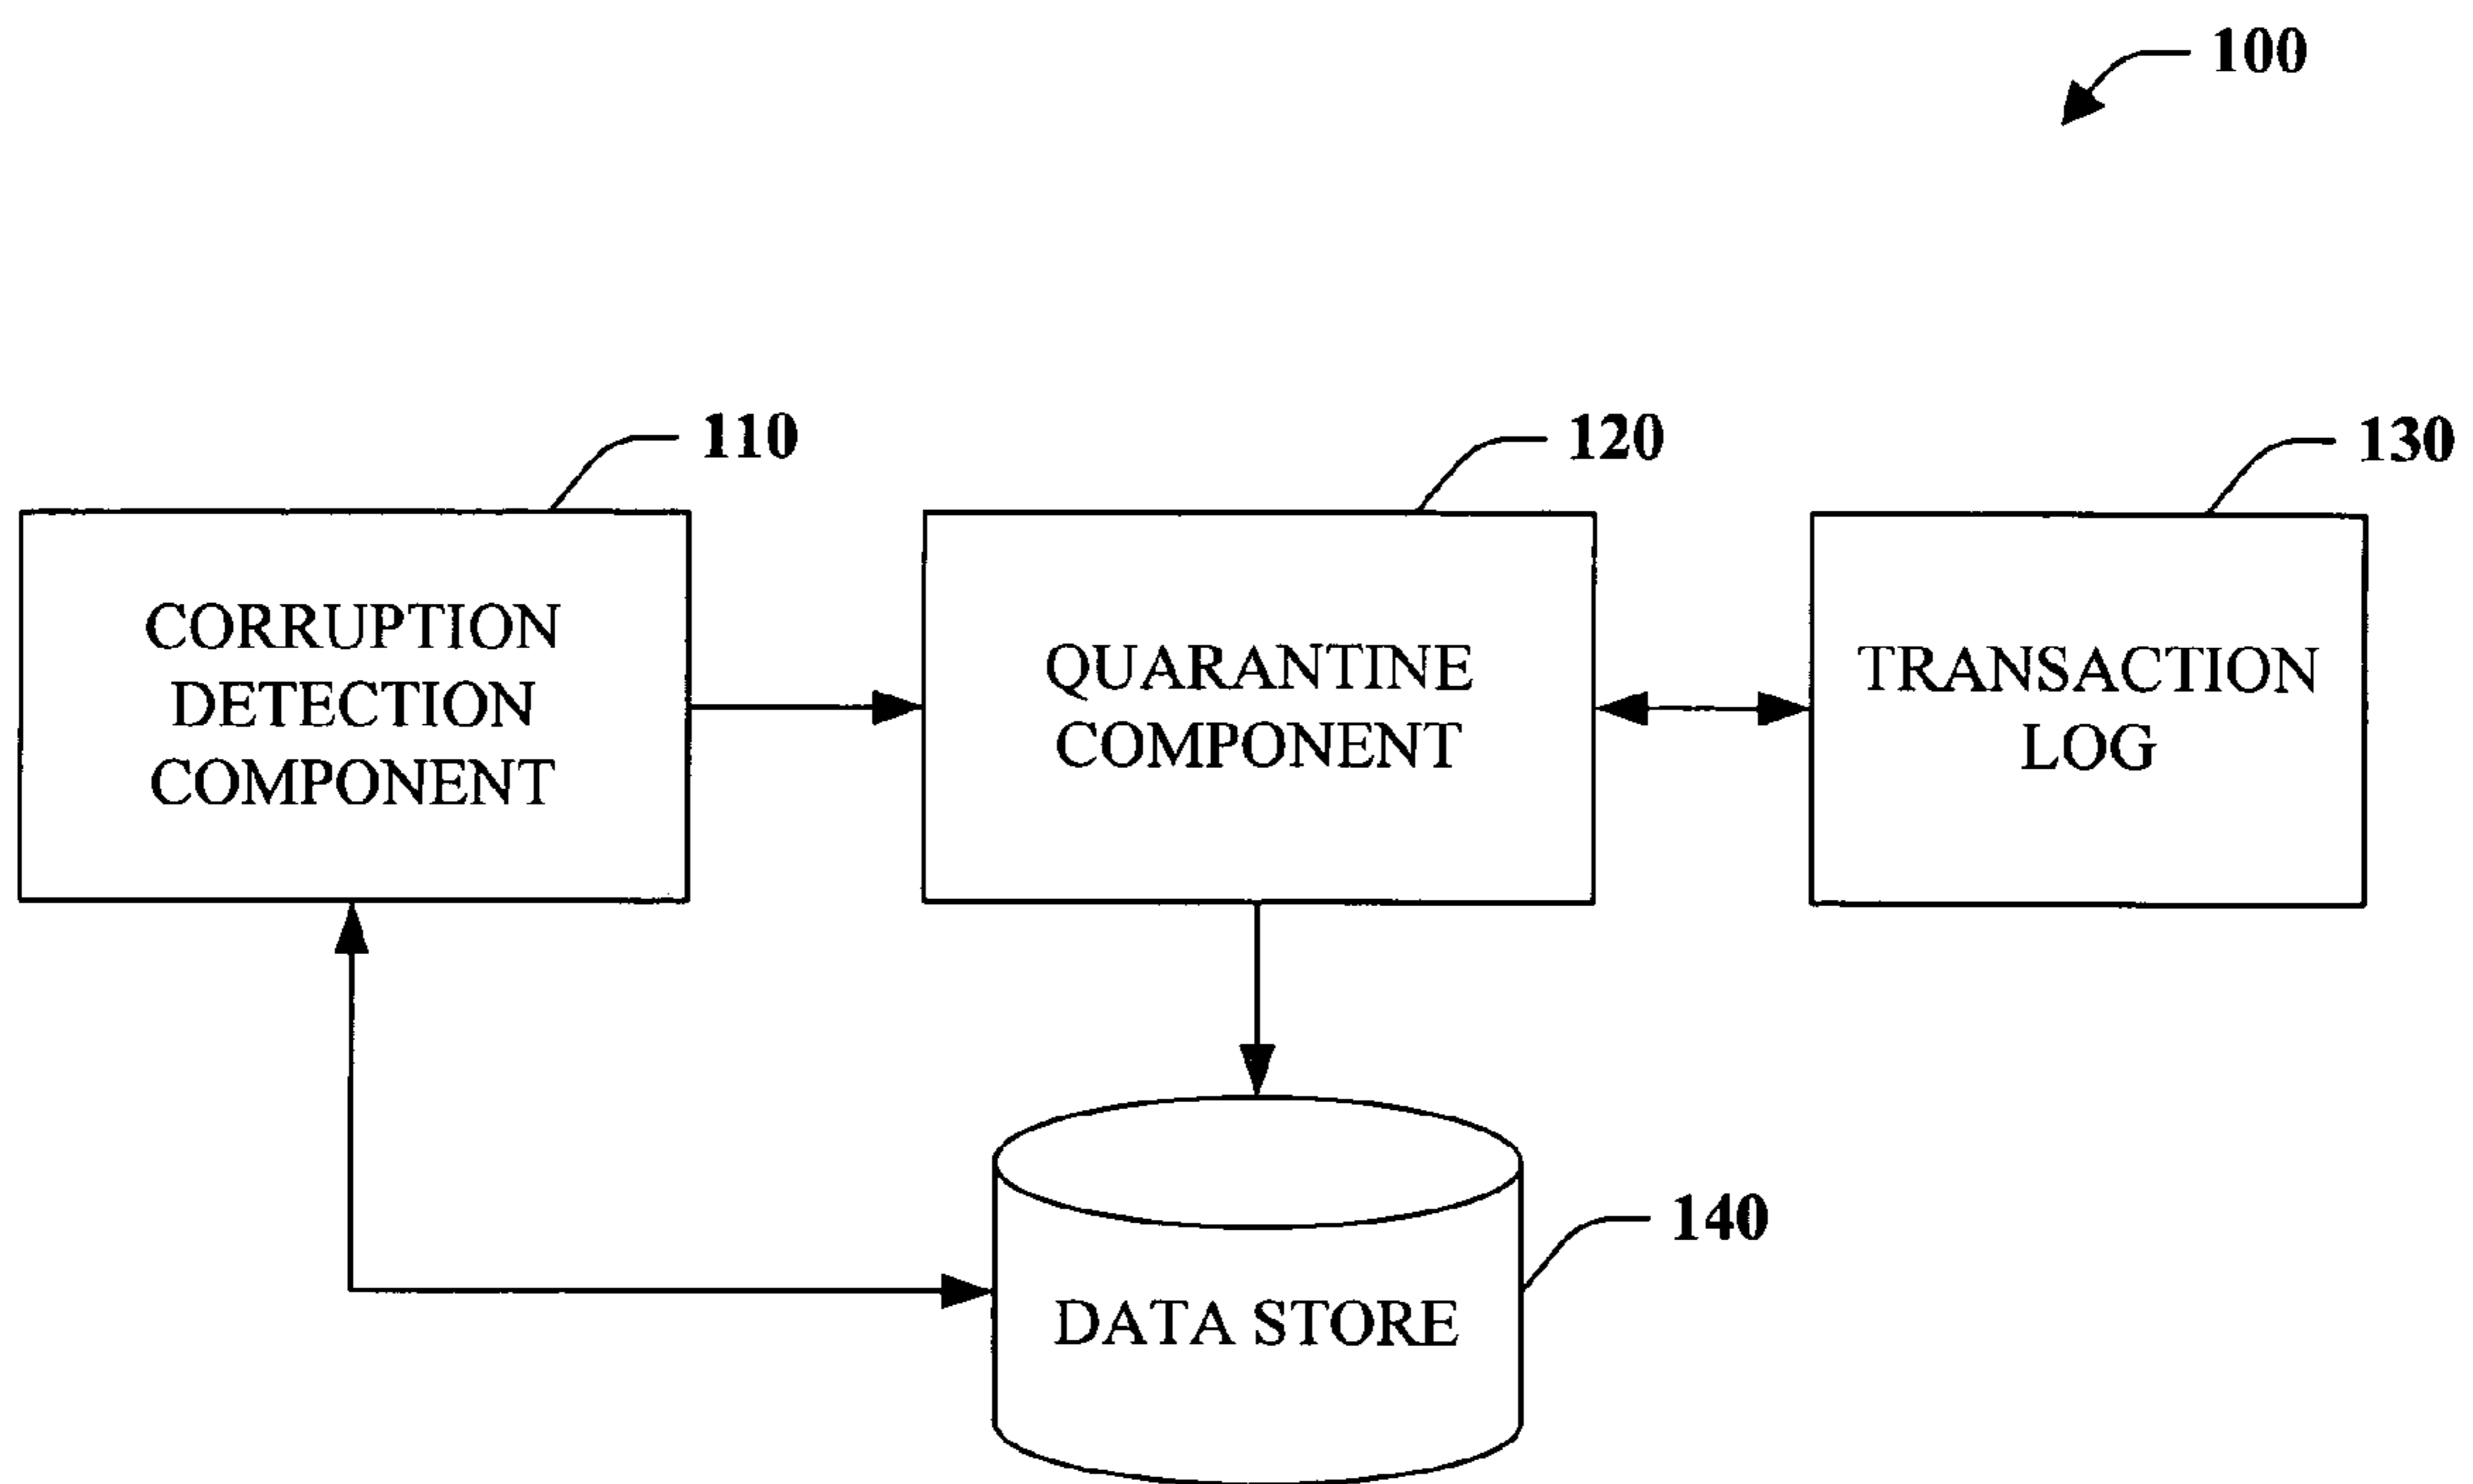 100
110
120
130
CORRUPTION
DETECTION
COMPONENT
QUARANTINE
COMPONENT
TRANSACTION
LOG
140
DATA STORE